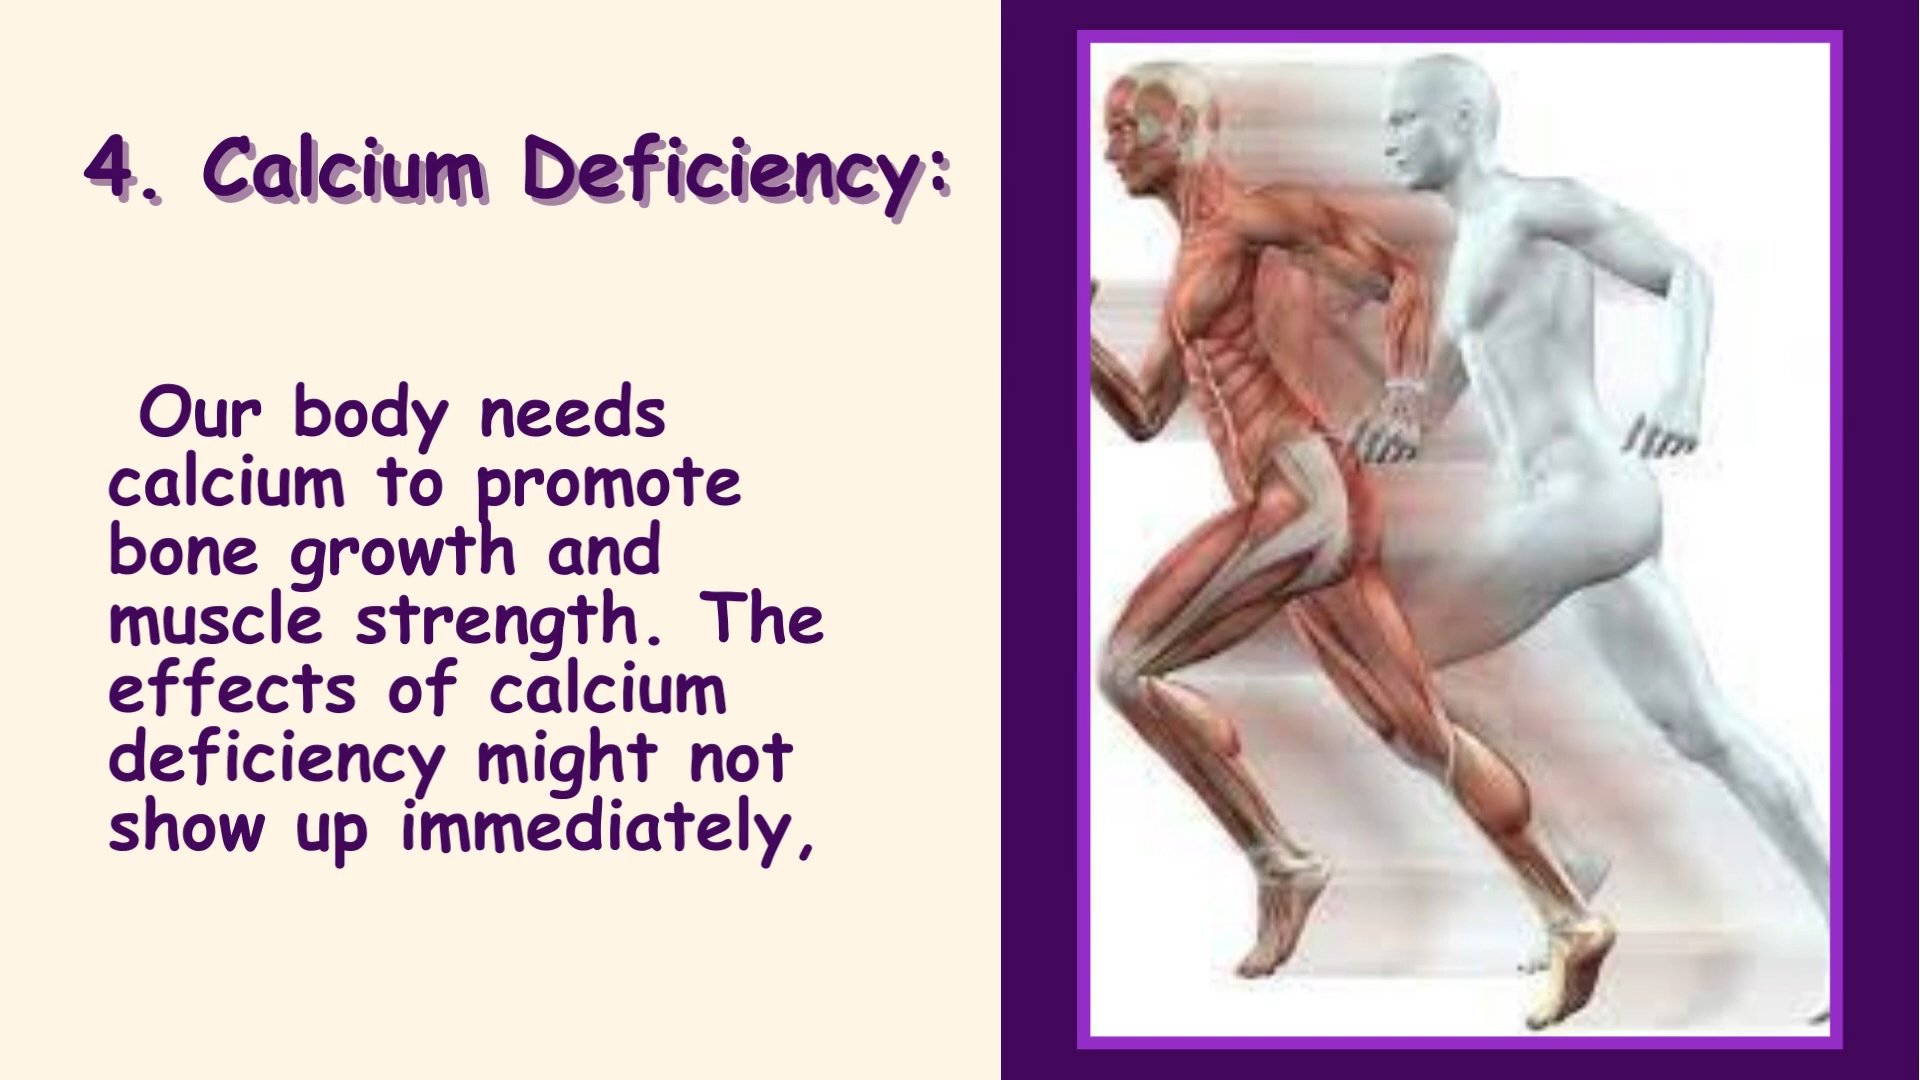 4. Calcium Deficiency:
Our body needs
calcium to promote
bone growth and
muscle strength. The
effects of calcium
deficiency might not
show up immediately,